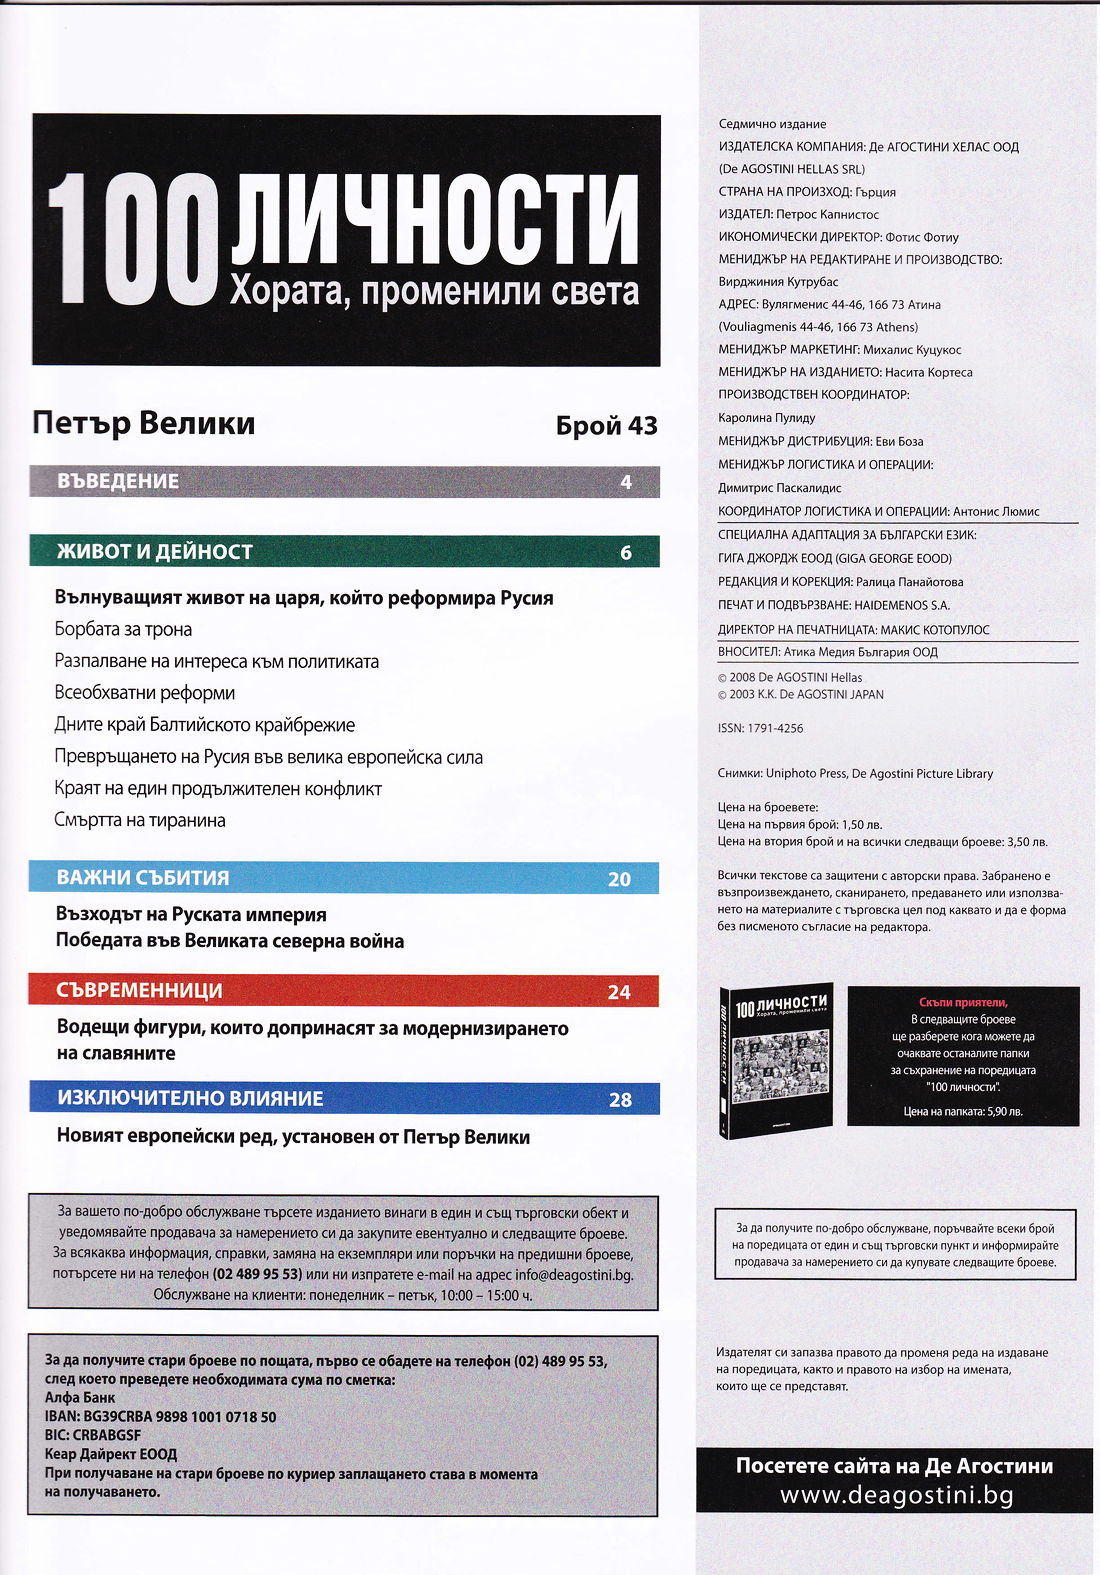 100 ЛИЧНОСТИ
Хората, променили света
Петър Велики Брой 43
ВЪВЕДЕНИЕ 4
ЖИВОТ И ДЕЙНОСТ 6
Вълнуващият живот на царя, който реформира Русия
Борбата за трона
Разпалване на интереса към политиката
Всеобхватни реформи
Дните край Балтийското крайбрежие
Превръщането на Русия във велика европейска сила
Краят на един продължителен конфликт
Смъртта на тиранина
ВАЖНИ СЪБИТИЯ 20
Възходът на Руската империя
Победата във Великата северна война
СЪВРЕМЕННИЦИ 24
Водещи фигури, които допринасят за модернизирането
на славяните
ИЗКЛЮЧИТЕЛНО ВЛИЯНИЕ 28
Новият европейски ред, установен от Петър Велики
За вашето по-добро обслужване търсете изданието винаги в един и същ търговски обект и
уведомявайте продавача за намерението си да закупите евентуално и следващите броеве.
За всякаква информация, справки, замяна на екземпляри или поръчки на предишни броеве,
потърсете ни на телефон (02 489 95 53) или ни изпратете e-mail на адрес info@deagostini.bg.
Обслужване на клиенти: понеделник – петък, 10:00 – 15:00 ч.
За да получите стари броеве по пощата, първо се обадете на телефон (02) 489 95 53,
след което преведете необходимата сума по сметка:
Алфа Банк
IBAN: BG39CRBA 9898 1001 0718 50
BIC: CRBABGSF
Кеар Дайрект ЕООД
При получаване на стари броеве по куриер заплащането става в момента
на получаването.
Седмично издание
ИЗДАТЕЛСКА КОМПАНИЯ: Де АГОСТИНИ ХЕЛАС ООД
(De AGOSTINI HELLAS SRL)
СТРАНА НА ПРОИЗХОД: Гърция
ИЗДАТЕЛ: Петрос Капнистос
ИКОНОМИЧЕСКИ ДИРЕКТОР: Фотис Фотиу
МЕНИДЖЪР НА РЕДАКТИРАНЕ И ПРОИЗВОДСТВО:
Вирджиния Кутрубас
АДРЕС: Вулягменис 44-46, 166 73 Атина
(Vouliagmenis 44-46, 166 73 Athens)
МЕНИДЖЪР МАРКЕТИНГ: Михалис Куцукос
МЕНИДЖЪР НА ИЗДАНИЕТО: Насита Кортеса
ПРОИЗВОДСТВЕН КООРДИНАТОР:
Каролина Пулиду
МЕНИДЖЪР ДИСТРИБУЦИЯ: Еви Боза
МЕНИДЖЪР ЛОГИСТИКА И ОПЕРАЦИИ:
Димитрис Паскалидис
КООРДИНАТОР ЛОГИСТИКА И ОПЕРАЦИИ: Антонис Люмис
СПЕЦИАЛНА АДАПТАЦИЯ ЗА БЪЛГАРСКИ ЕЗИК:
ГИГА ДЖОРДЖ ЕООД (GIGA GEORGE EOOD)
РЕДАКЦИЯ И КОРЕКЦИЯ: Ралица Панайотова
ПЕЧАТ И ПОДВЪРЗВАНЕ: HAIDEMENOS S.A.
ДИРЕКТОР НА ПЕЧАТНИЦАТА: МАКИС КОТОПУЛОС
ВНОСИТЕЛ: Атика Медия България ООД
© 2008 De AGOSTINI Hellas
© 2003 K.K. De AGOSTINI JAPAN
ISSN: 1791-4256
Снимки: Uniphoto Press, De Agostini Picture Library
Цена на броевете:
Цена на първия брой: 1,50 лв.
Цена на втория брой и на всички следващи броеве: 3,50 лв.
Всички текстове са защитени с авторски права. Забранено е
възпроизвеждането, сканирането, предаването или използва-
нето на материалите с търговска цел под каквато и да е форма
без писменото съгласие на редактора.
100 ЛИЧНОСТИ
100 ЛИЧНОСТИ
Хората, променили света
Скъпи приятели,
В следващите броеве
ще разберете кога можете да
очаквате останалите папки
за съхранение на поредицата
"100 личности".
Цена на папката: 5,90 лв.
За да получите по-добро обслужване, поръчвайте всеки брой
на поредицата от един и същ търговски пункт и информирайте
продавача за намерението си да купувате следващите броеве.
Издателят си запазва правото да променя реда на издаване
на поредицата, както и правото на избор на имената,
които ще се представят.
Посетете сайта на Де Агостини
www.deagostini.bg